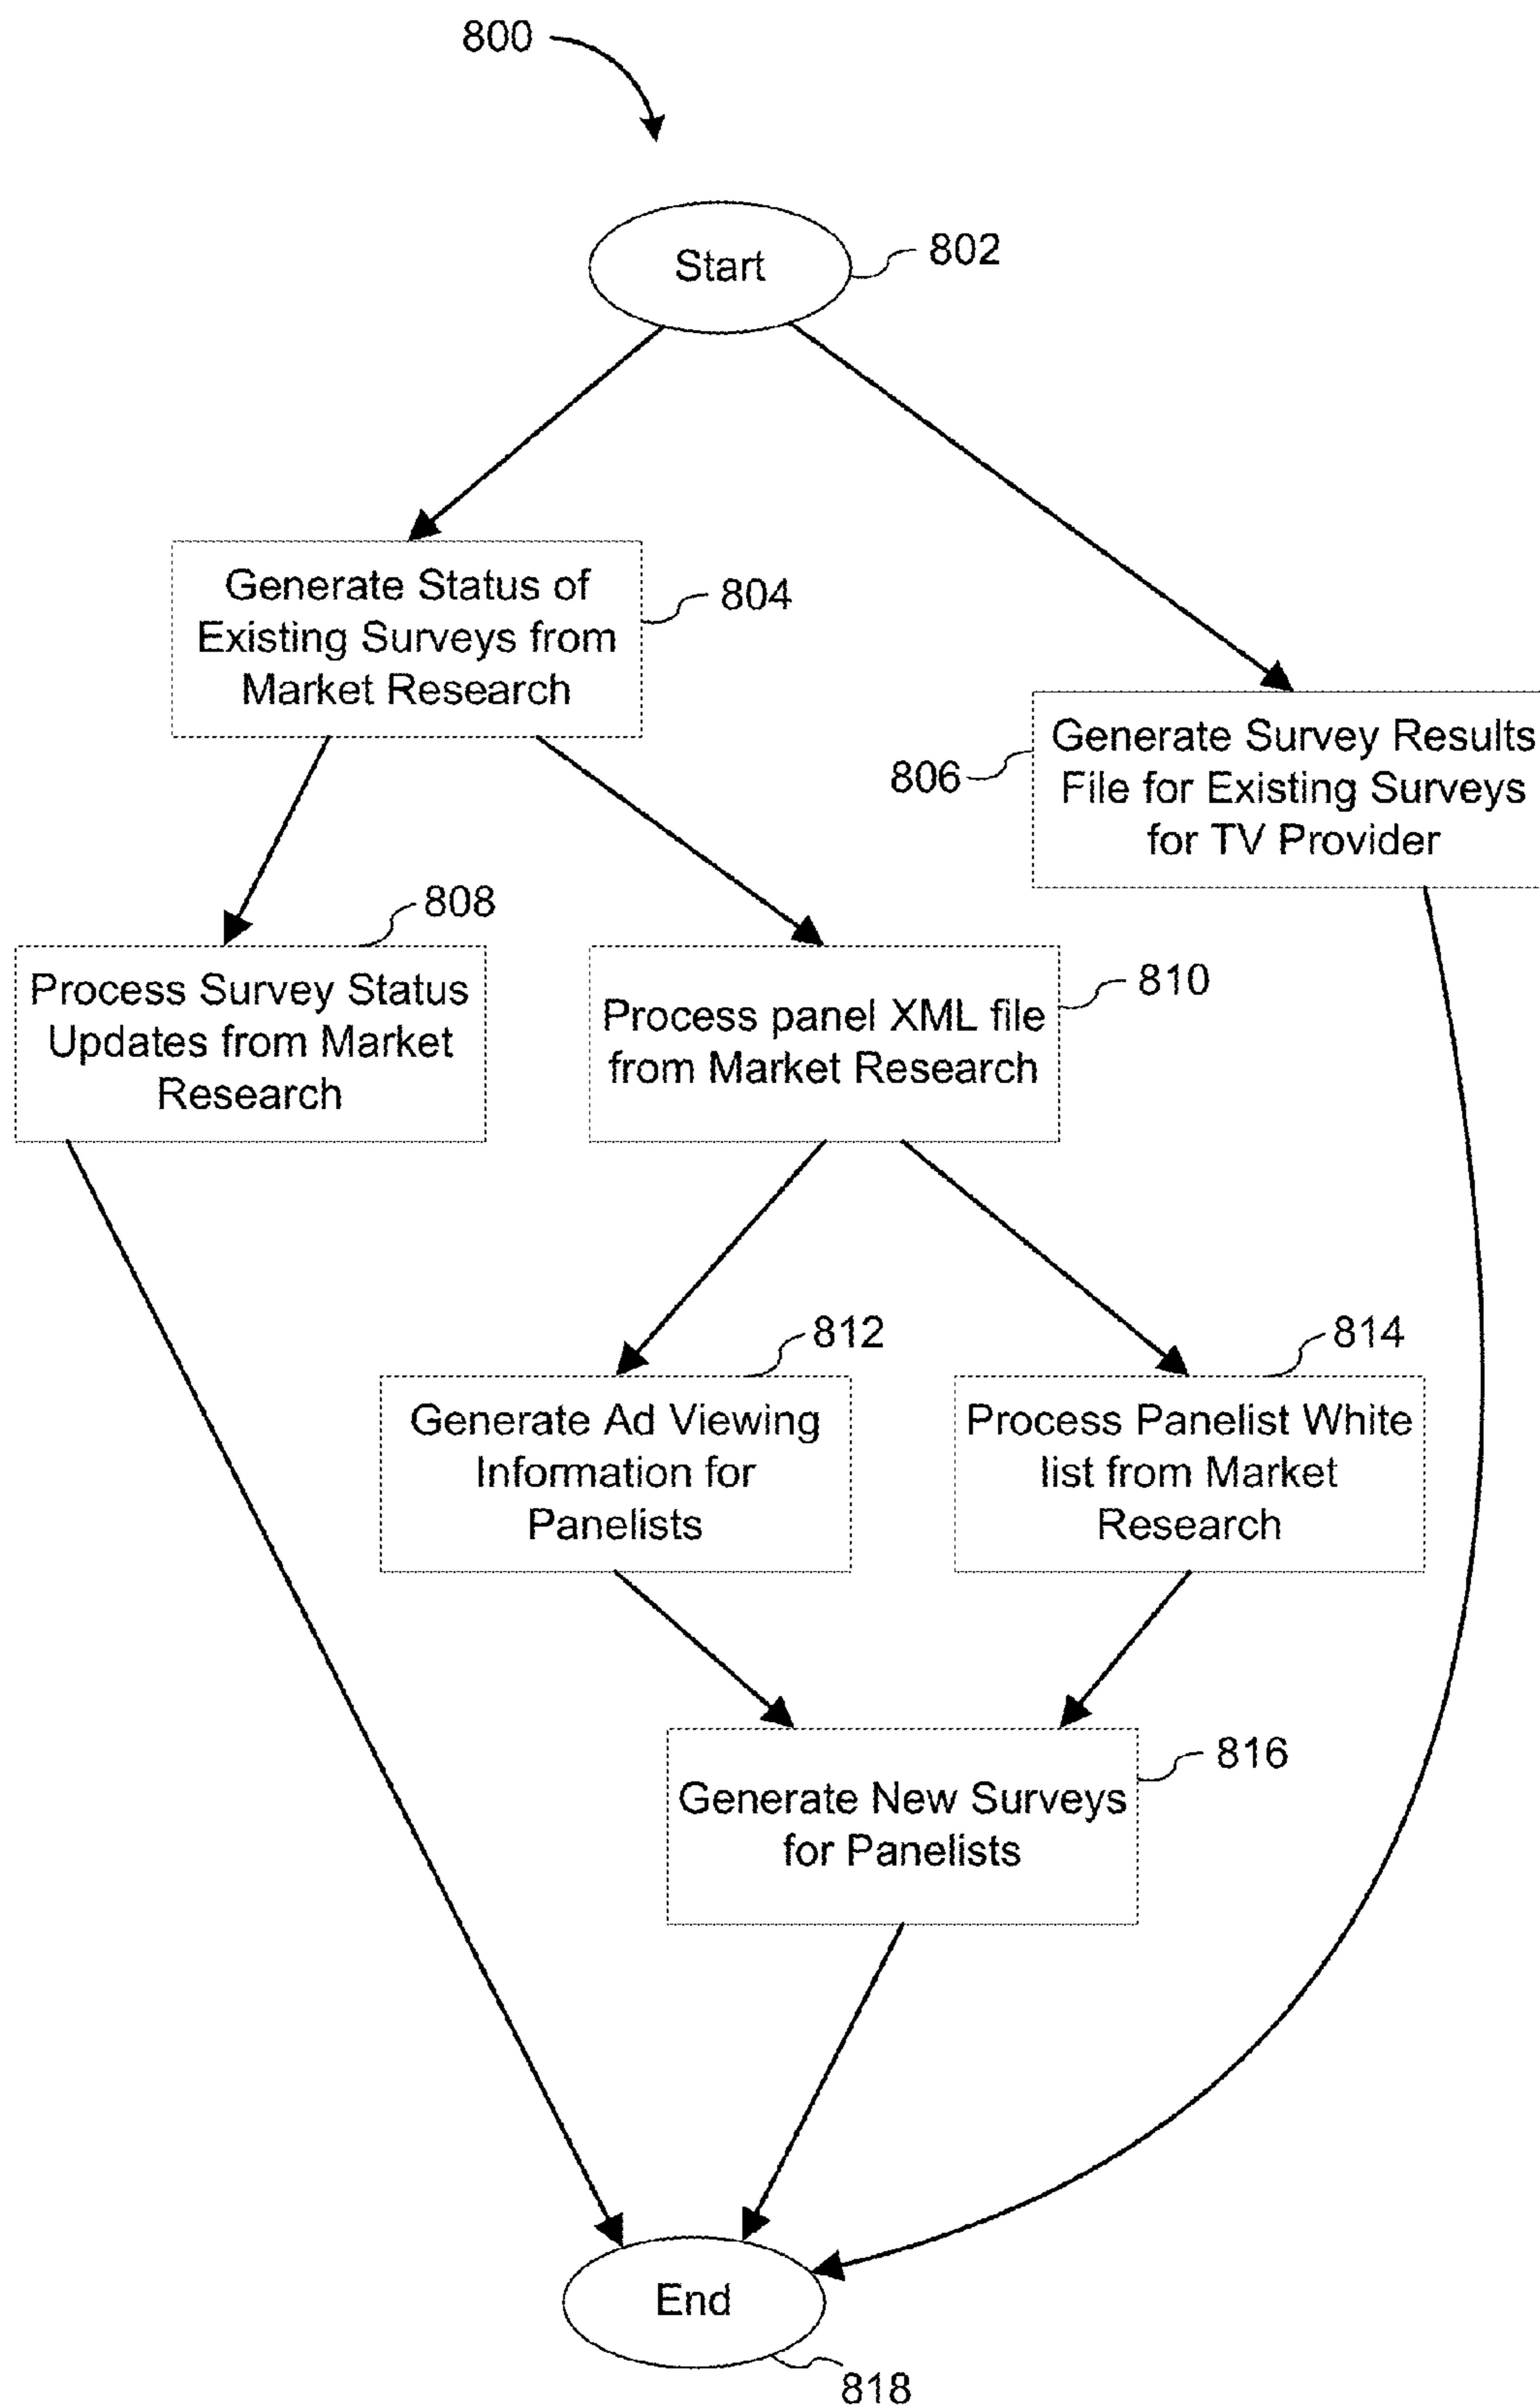 800
Start
802
Generate Status of
Existing Surveys from
Market Research
804
Generate Survey Results
File for Existing Surveys
for TV Provider
806
808
Process Survey Status
Updates from Market
Research
Process panel XML file
from Market Research
810
812
Generate Ad Viewing
Information for
Panelists
814
Process Panelist White
list from Market
Research
Generate New Surveys
for Panelists
816
End
818